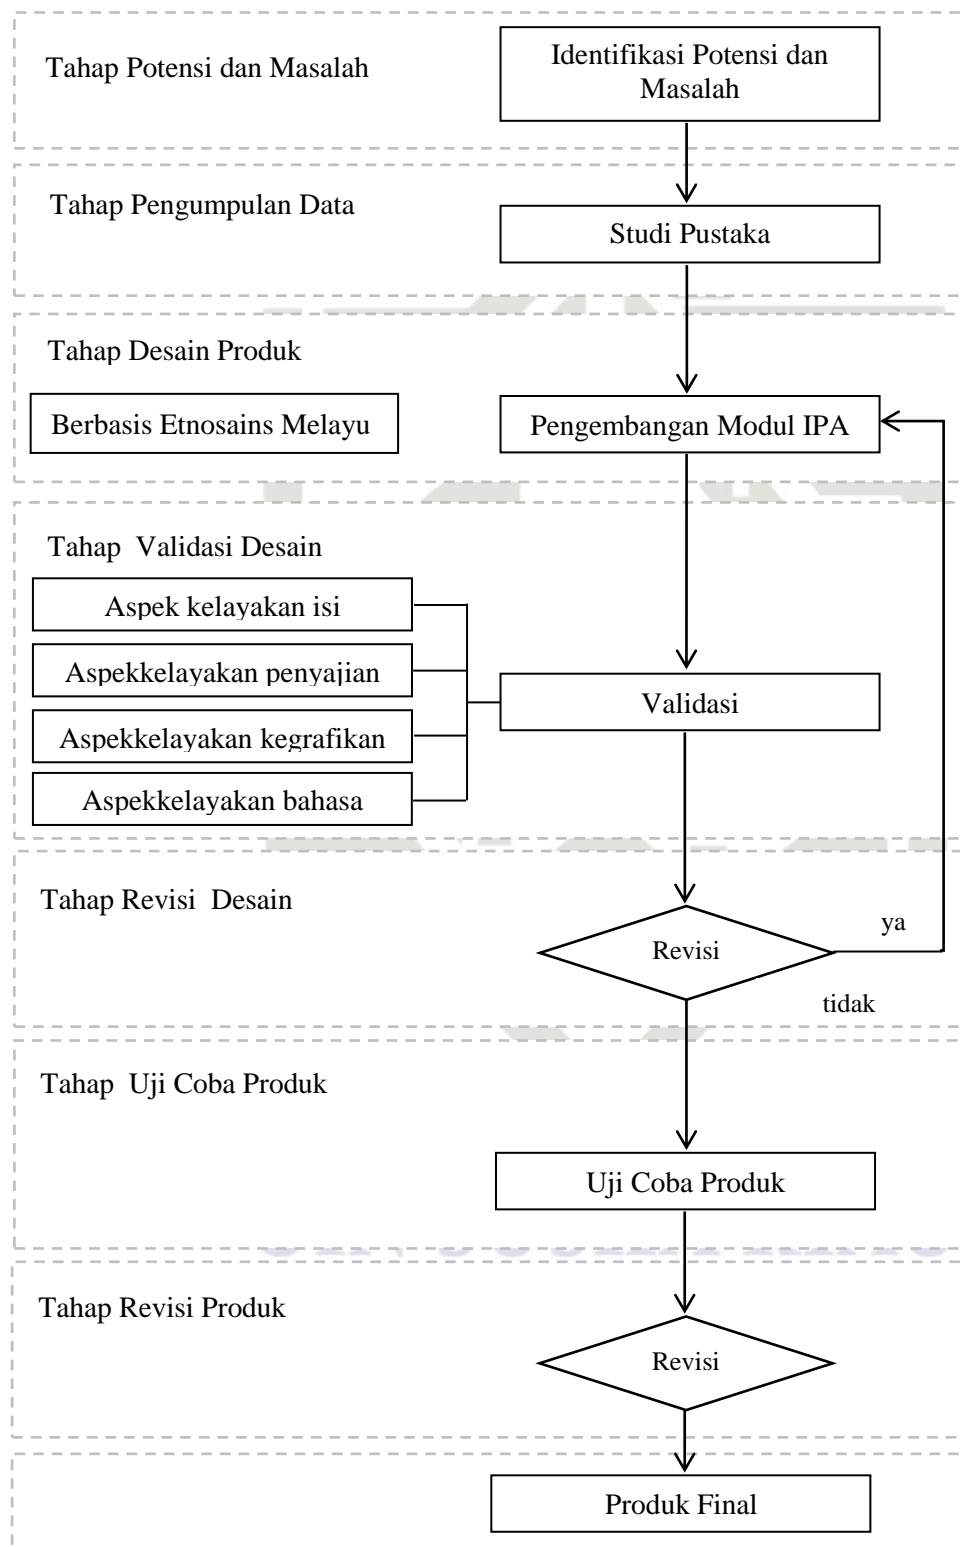 Tahap Potensi dan Masalah
Identifikasi Potensi dan
Masalah
Tahap Pengumpulan Data
Studi Pustaka
Tahap Desain Produk
Berbasis Etnosains Melayu
Pengembangan Modul IPA
Tahap Validasi Desain
Aspek kelayakan isi
Aspekkelayakan penyajian
Validasi
Aspekkelayakan kegrafikan
Aspekkelayakan bahasa
Tahap Revisi Desain
ya
Revisi
tidak
Tahap Uji Coba Produk
Uji Coba Produk
Tahap Revisi Produk
Revisi
Produk Final